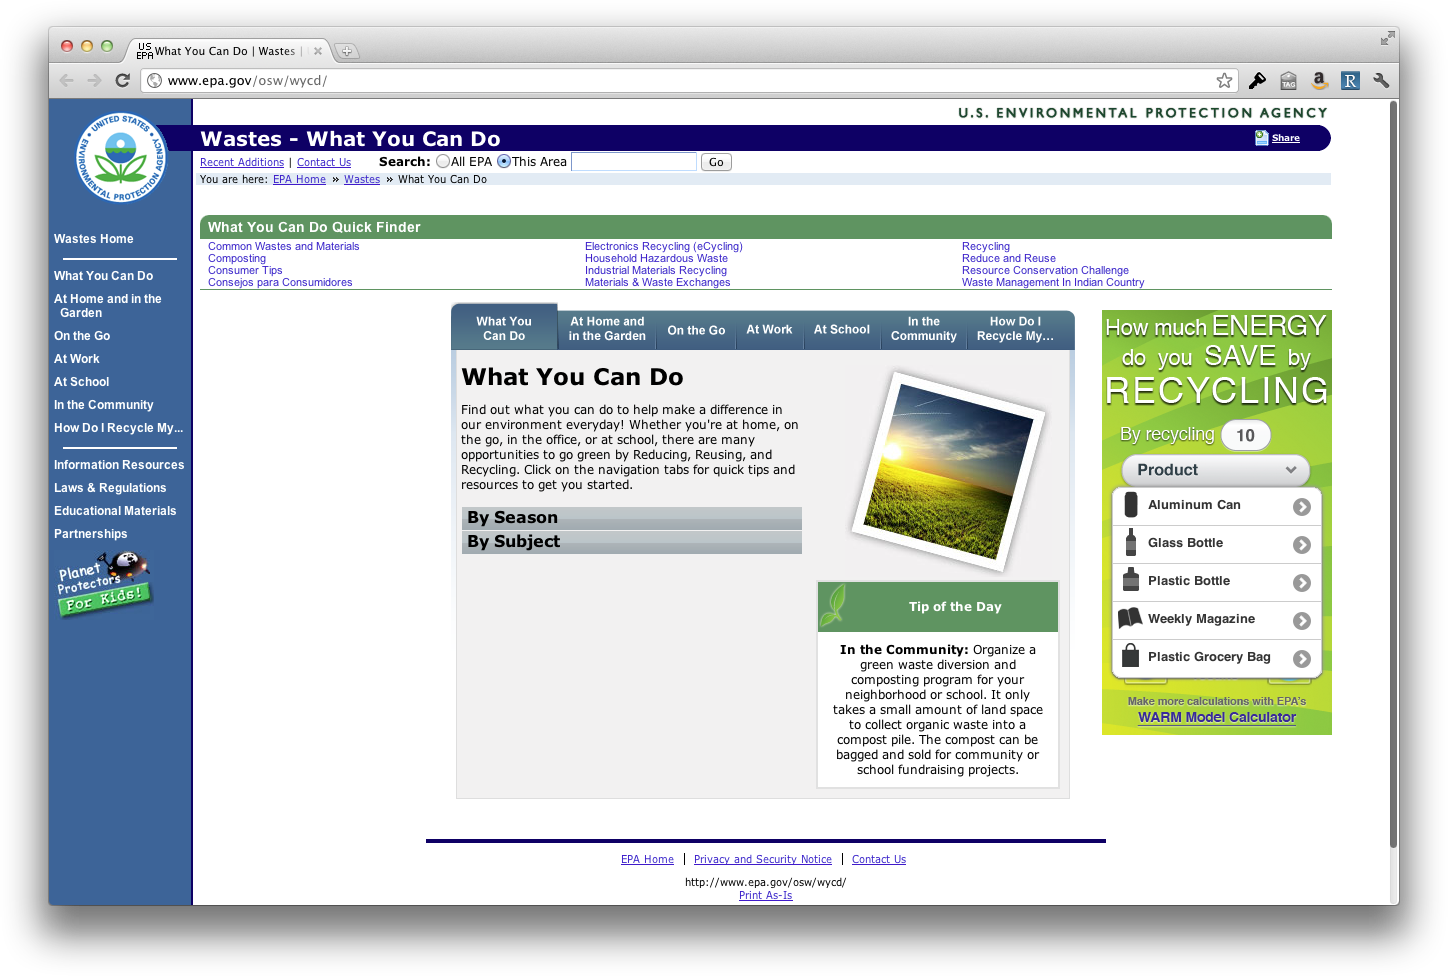 US
EPA What You Can Do | Wastes |
www.epa.gov/osw/wycd/
TAG
a
R
UNITED STATES
ENVIRONMENTAL PROTECTION AGENCY
U.S. ENVIRONMENTAL PROTECTION AGENCY
Wastes - What You Can Do
Share
Recent Additions | Contact Us Search: All EPA This Area Go
You are here: EPA Home » Wastes » What You Can Do
Wastes Home
What You Can Do
At Home and in the
Garden
On the Go
At Work
At School
In the Community
How Do I Recycle My...
Information Resources
Laws & Regulations
Educational Materials
Partnerships
Planet
Protectors
For Kids!
What You Can Do Quick Finder
Common Wastes and Materials
Composting
Consumer Tips
Consejos para Consumidores
Electronics Recycling (eCycling)
Household Hazardous Waste
Industrial Materials Recycling
Materials & Waste Exchanges
Recycling
Reduce and Reuse
Resource Conservation Challenge
Waste Management In Indian Country
What You
Can Do
At Home and
in the Garden
On the Go
At Work
At School
In the
Community
How Do I
Recycle My...
What You Can Do
Find out what you can do to help make a difference in
our environment everyday! Whether you're at home, on
the go, in the office, or at school, there are many
opportunities to go green by Reducing, Reusing, and
Recycling. Click on the navigation tabs for quick tips and
resources to get you started.
By Season
By Subject
Tip of the Day
In the Community: Organize a
green waste diversion and
composting program for your
neighborhood or school. It only
takes a small amount of land space
to collect organic waste into a
compost pile. The compost can be
bagged and sold for community or
school fundraising projects.
How much ENERGY
do you SAVE by
RECYCLING
By recycling 10
Product
Aluminum Can
Glass Bottle
Plastic Bottle
Weekly Magazine
Plastic Grocery Bag
Make more calculations with EPA's
WARM Model Calculator
EPA Home | Privacy and Security Notice | Contact Us
http://www.epa.gov/osw/wycd/
Print As-Is